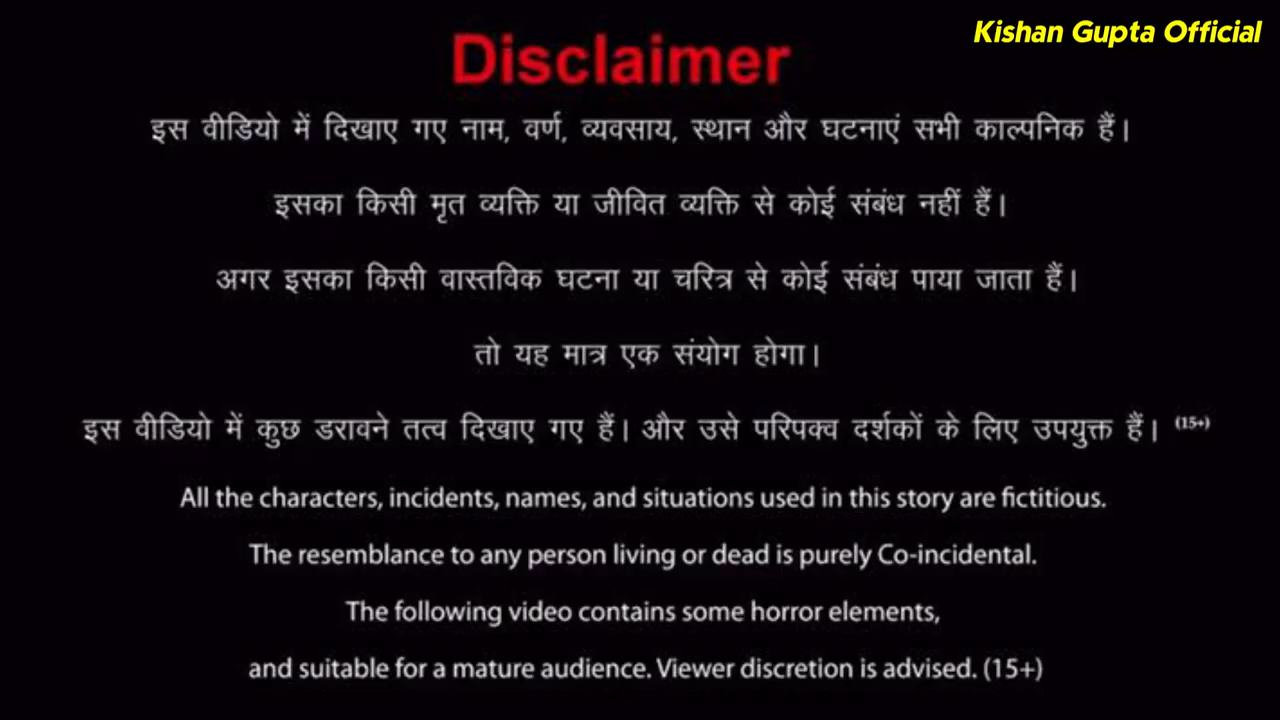 Kishan Gupta Official
Disclaimer
इस वीडियो में दिखाए गए नाम, वर्ण, व्यवसाय, स्थान और घटनाएं सभी काल्पनिक हैं।
इसका किसी मृत व्यक्ति या जीवित व्यक्ति से कोई संबंध नहीं हैं।
अगर इसका किसी वास्तविक घटना या चरित्र से कोई संबंध पाया जाता हैं।
तो यह मात्र एक संयोग होगा।
इस वीडियो में कुछ डरावने तत्व दिखाए गए हैं। और उसे परिपक्व दर्शकों के लिए उपयुक्त हैं। (15+)
All the characters, incidents, names, and situations used in this story are fictitious.
The resemblance to any person living or dead is purely Co-incidental.
The following video contains some horror elements,
and suitable for a mature audience. Viewer discretion is advised. (15+)